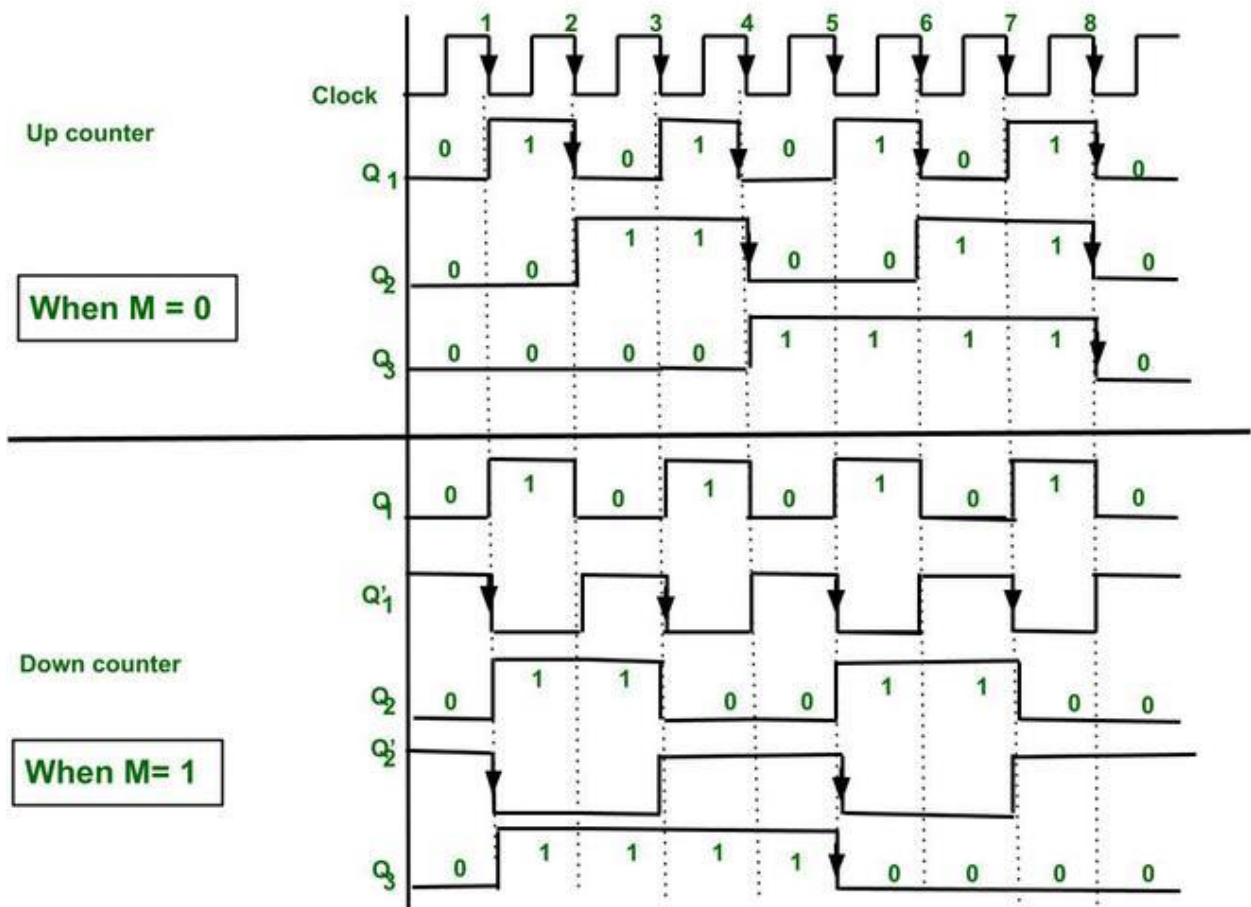 1 2 3 4 5 6 7 8
Clock
Up counter
0 1 0 1 0 1 0 1 0
Q1
0 0 1 1 0 0 1 1 0
Q2
When M = 0
0 0 0 0 1 1 1 1 0
Q3
0 1 0 1 0 1 0 1 0
Q1
Q'1
Down counter
0 1 1 0 0 1 1 0 0
Q2
Q'2
When M= 1
0 1 1 1 1 0 0 0 0
Q3